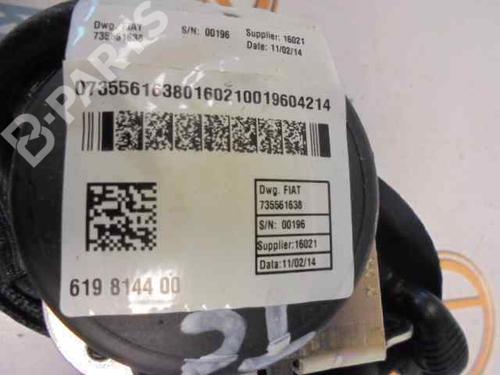 Dwg. FIAT
735561638
S/N: 00196
Supplier: 16021
Date: 11/02/14
B-PARTS
07355616380160210019604214
Dwg. FIAT
735561638
S/N: 00196
Supplier:16021
Data:11/02/14
619 8144 00